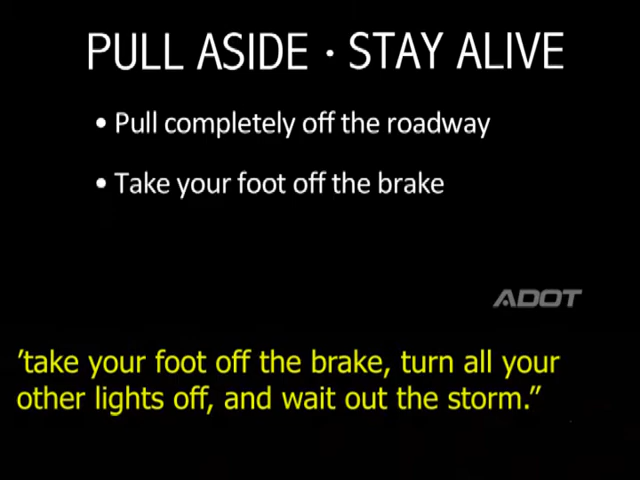 PULL ASIDE · STAY ALIVE
• Pull completely off the roadway
• Take your foot off the brake
ADOT
’take your foot off the brake, turn all your
other lights off, and wait out the storm.”